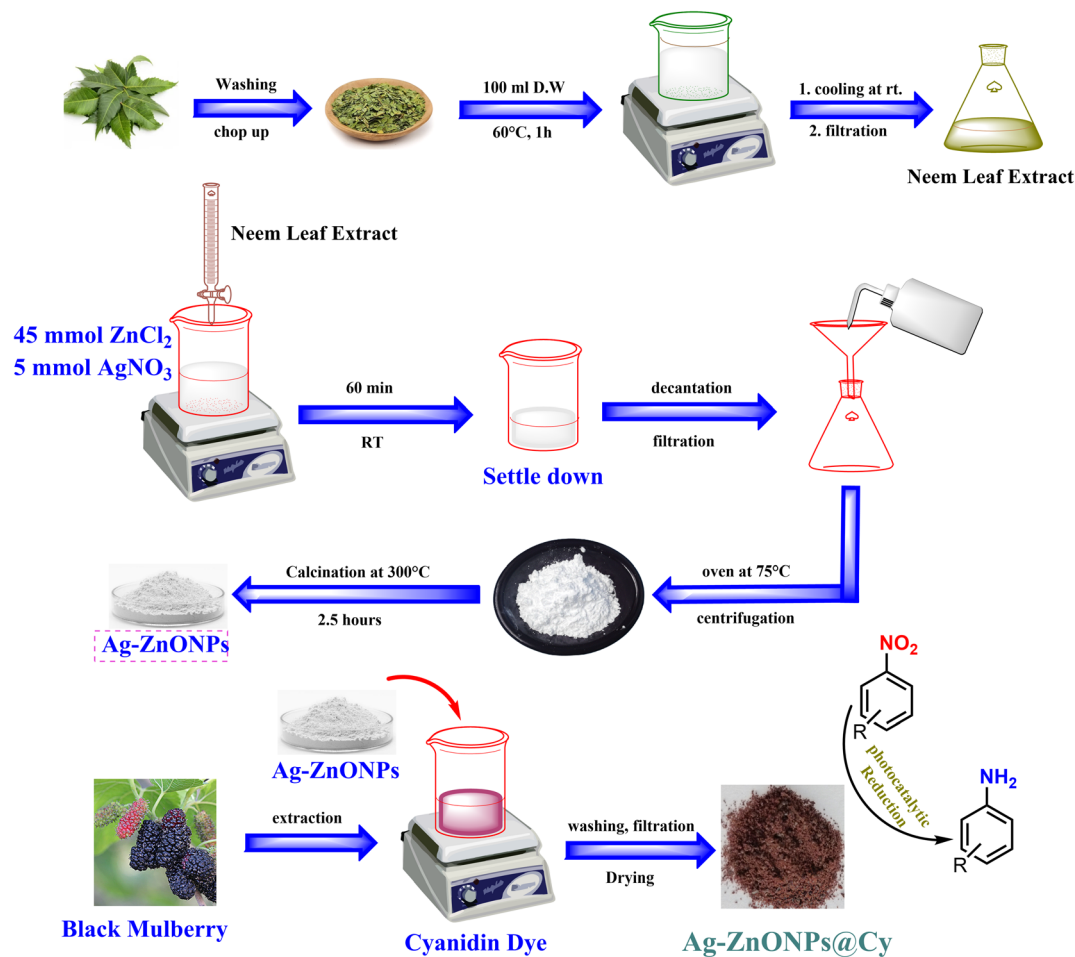 Washing
chop up
100 ml D.W
60°C, 1h
1. cooling at rt.
2. filtration
Neem Leaf Extract
Neem Leaf Extract
45 mmol ZnCl₂
5 mmol AgNO₃
60 min
RT
Settle down
decantation
filtration
oven at 75°C
centrifugation
Calcination at 300°C
2.5 hours
Ag-ZnONPs
NO₂
R
photocatalytic
Reduction
NH₂
R
Ag-ZnONPs
Black Mulberry
extraction
Cyanidin Dye
washing, filtration
Drying
Ag-ZnONPs@Cy